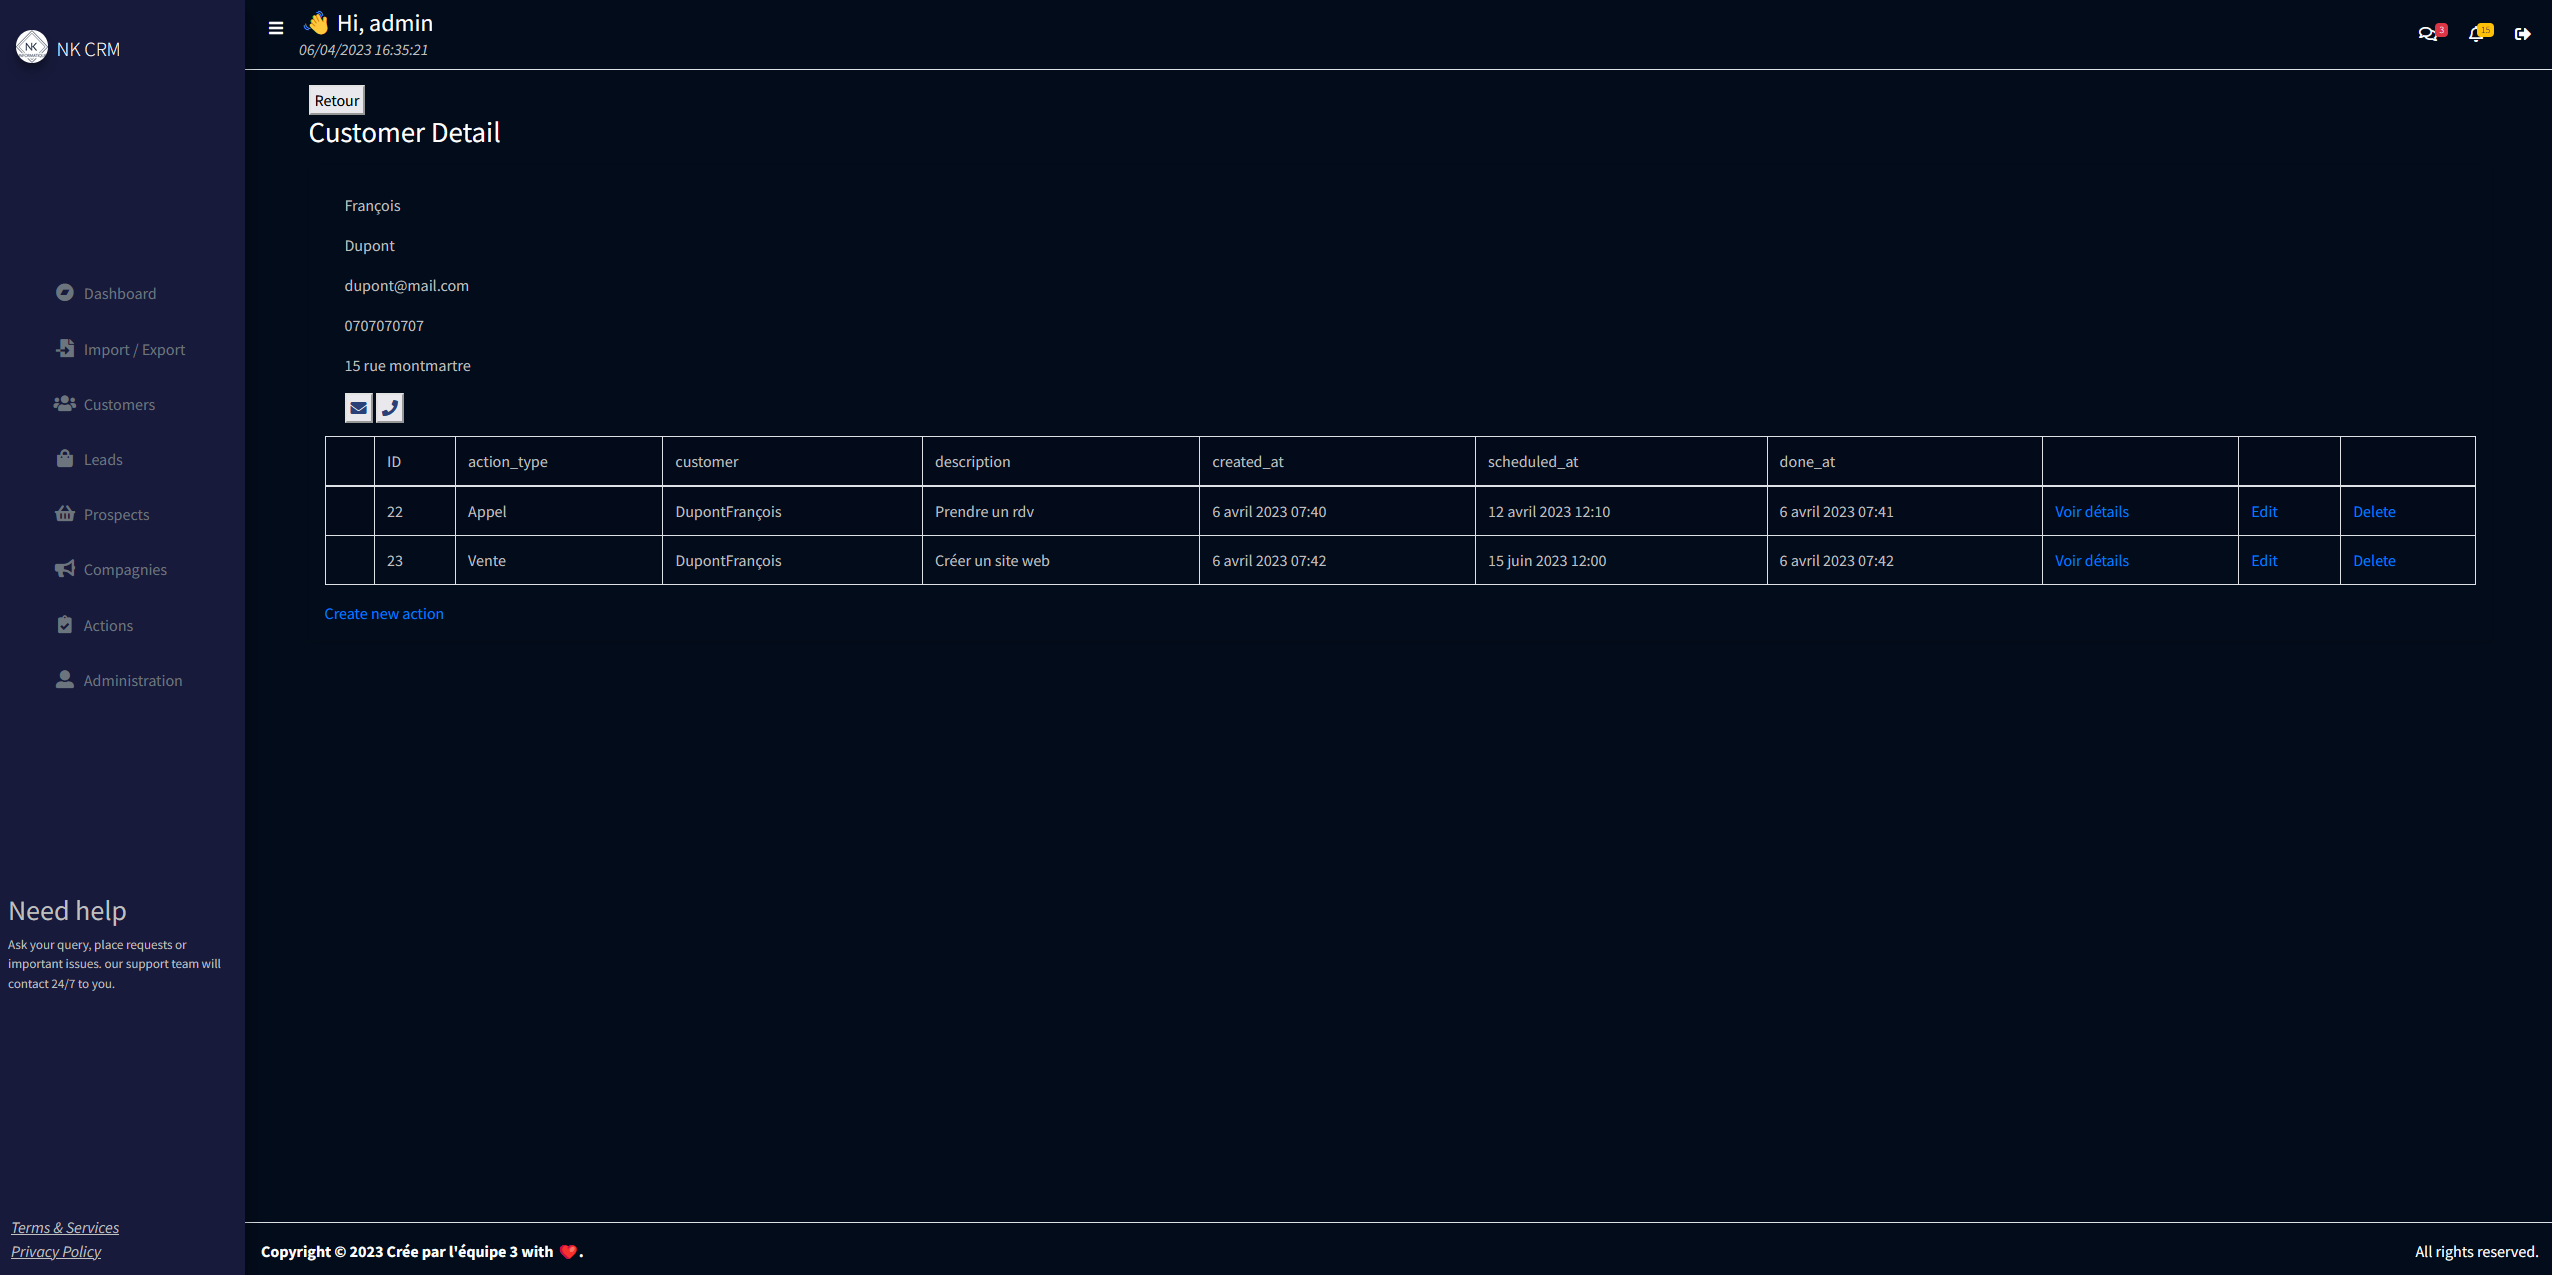 NK
NK CRM
Dashboard
Import / Export
Customers
Leads
Prospects
Compagnies
Actions
Administration
Need help
Ask your query, place requests or
important issues. our support team will
contact 24/7 to you.
Terms & Services
Privacy Policy
👋 Hi, admin
06/04/2023 16:35:21
3
15
Retour
Customer Detail
François
Dupont
dupont@mail.com
0707070707
15 rue montmartre
ID action_type customer description created_at scheduled_at done_at
22 Appel DupontFrançois Prendre un rdv 6 avril 2023 07:40 12 avril 2023 12:10 6 avril 2023 07:41 Voir détails Edit Delete
23 Vente DupontFrançois Créer un site web 6 avril 2023 07:42 15 juin 2023 12:00 6 avril 2023 07:42 Voir détails Edit Delete
Create new action
Copyright © 2023 Crée par l'équipe 3 with ❤️.
All rights reserved.